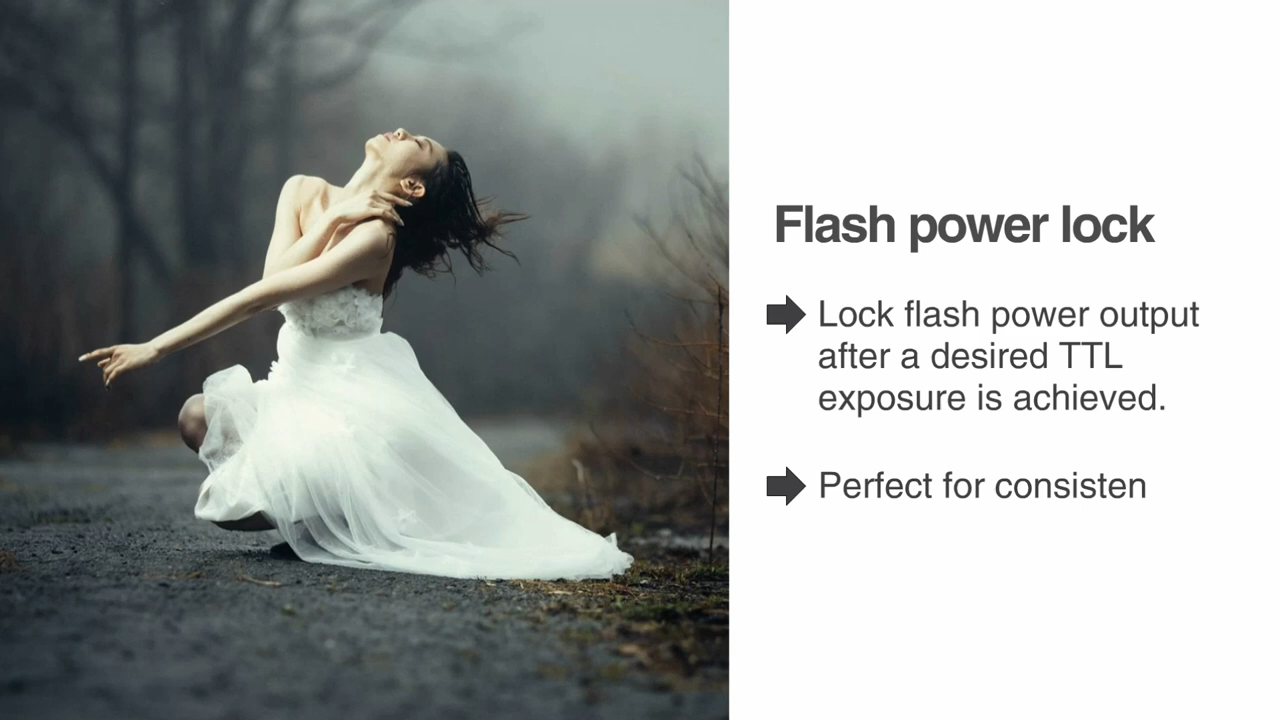 Flash power lock
Lock flash power output
after a desired TTL
exposure is achieved.
Perfect for consisten